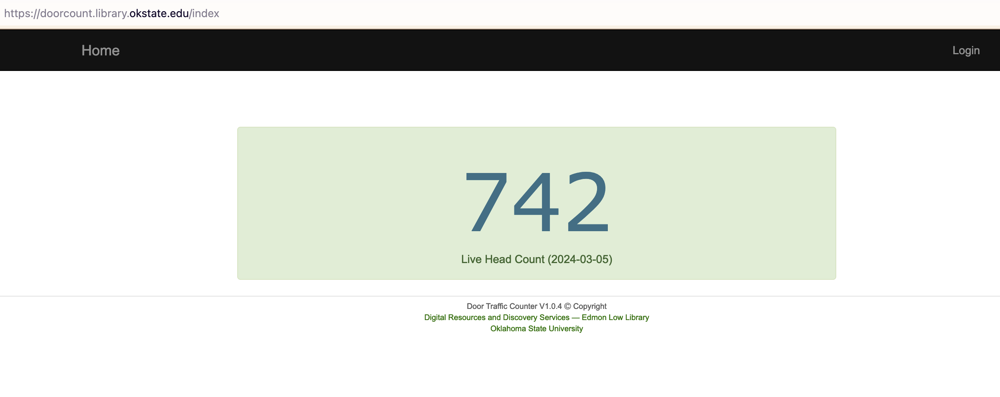 https://doorcount.library.okstate.edu/index
Home
Login
742
Live Head Count (2024-03-05)
Door Traffic Counter V1.0.4 © Copyright
Digital Resources and Discovery Services — Edmon Low Library
Oklahoma State University